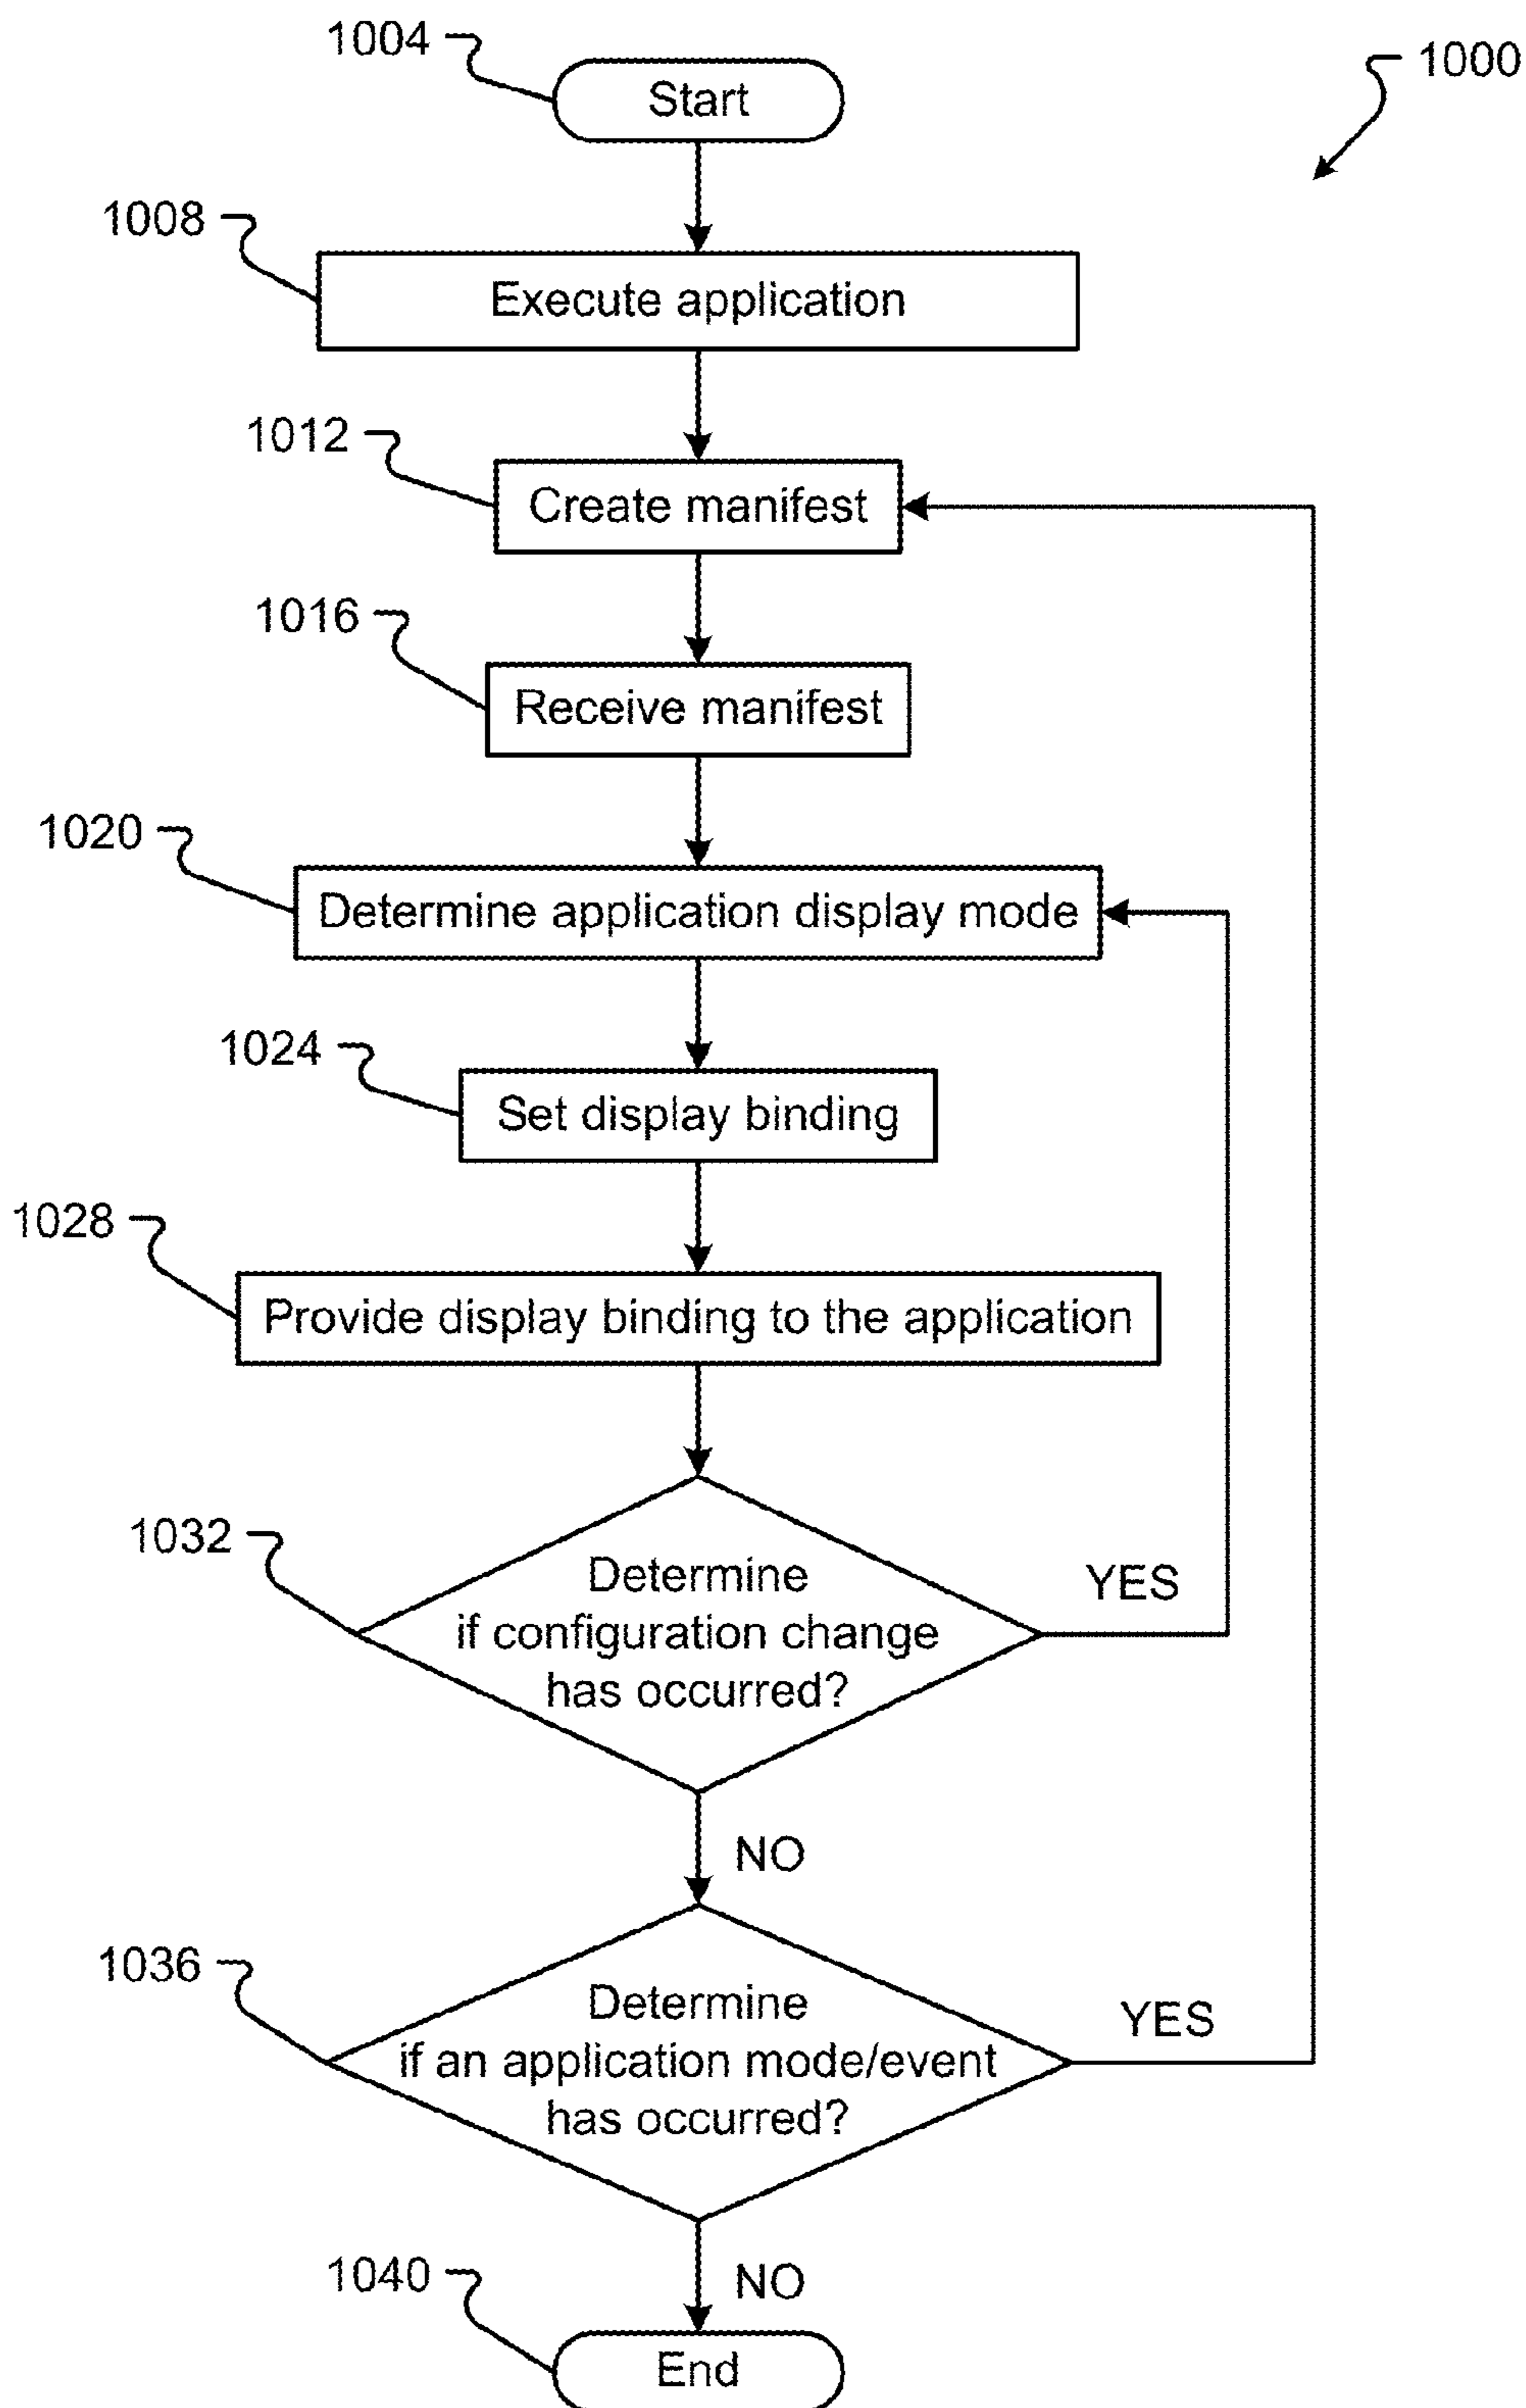 1004
Start
1000
1008
Execute application
1012
Create manifest
1016
Receive manifest
1020
Determine application display mode
1024
Set display binding
1028
Provide display binding to the application
1032
Determine
if configuration change
has occurred?
YES
NO
1036
Determine
if an application mode/event
has occurred?
YES
NO
1040
End